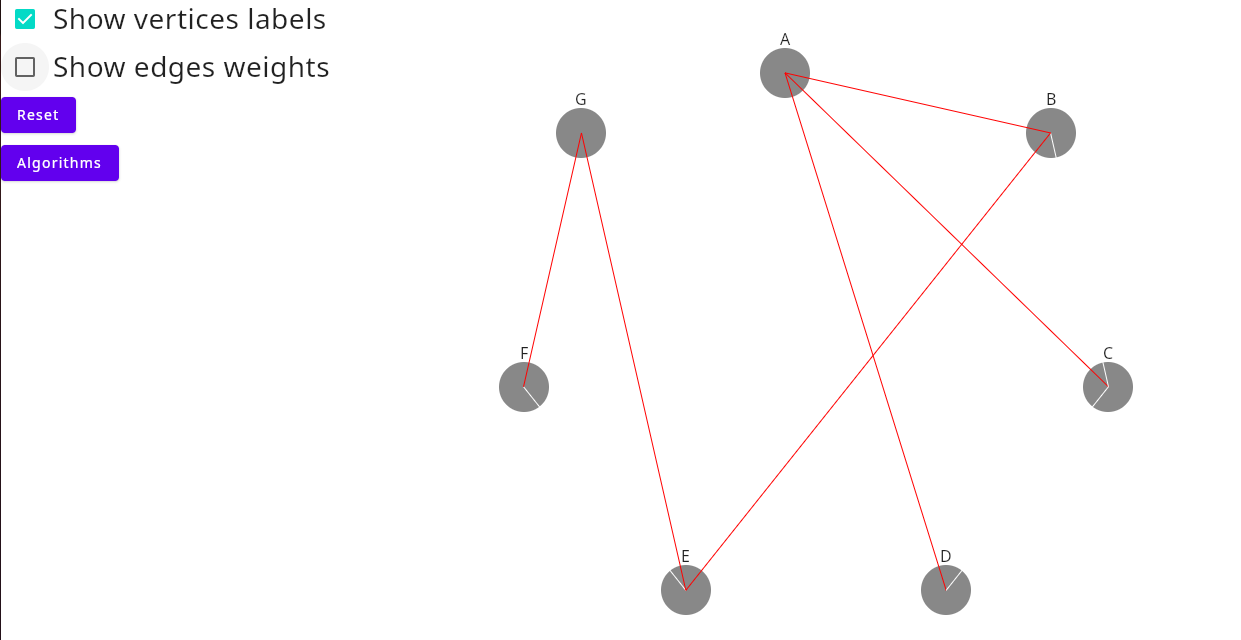 Show vertices labels
Show edges weights
Reset
Algorithms
A
G
B
F
C
E
D